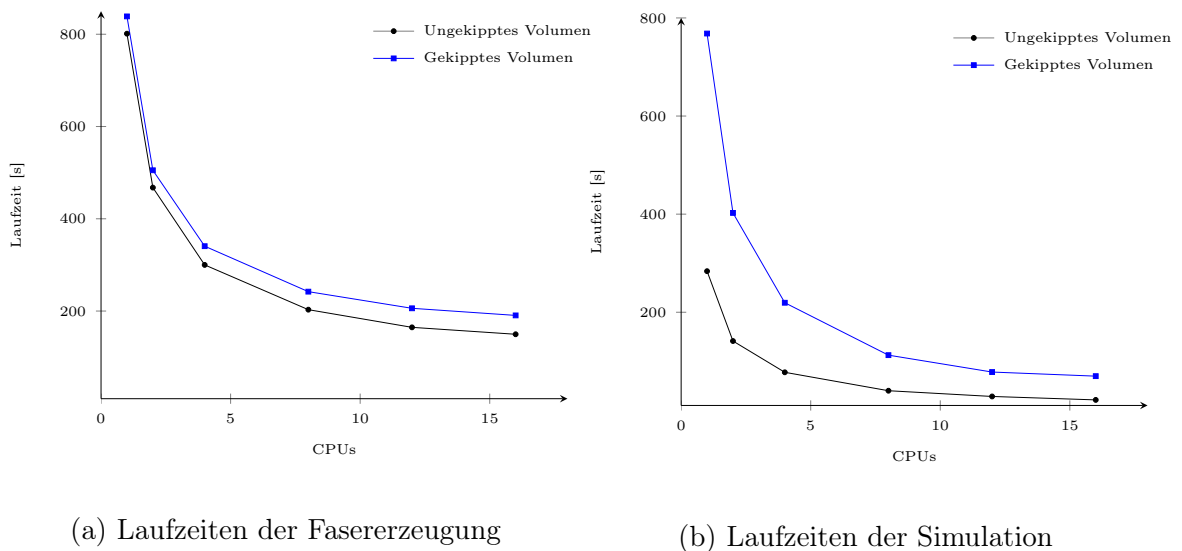 800
600
400
200
0
5
10
15
Laufzeit [s]
CPUs
Ungekipptes Volumen
Gekipptes Volumen
(a) Laufzeiten der Fasererzeugung
800
600
400
200
0
5
10
15
Laufzeit [s]
CPUs
Ungekipptes Volumen
Gekipptes Volumen
(b) Laufzeiten der Simulation